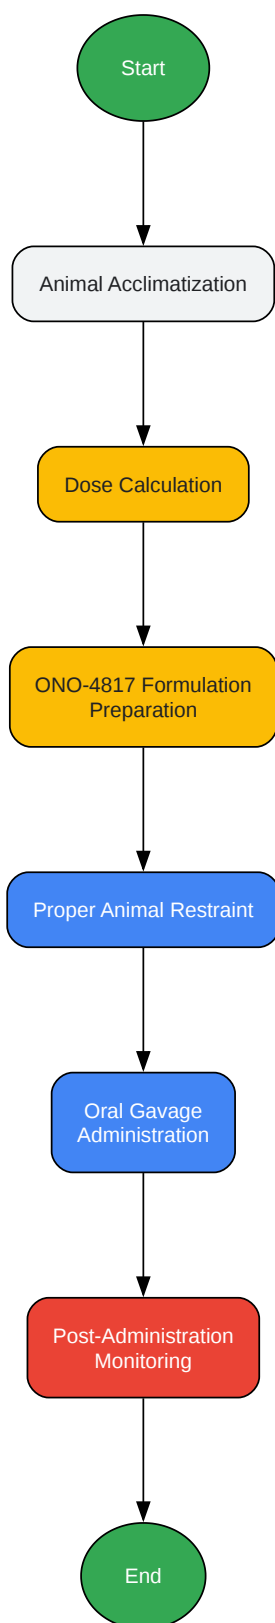 Start
Animal Acclimatization
Dose Calculation
ONO-4817 Formulation
Preparation
Proper Animal Restraint
Oral Gavage
Administration
Post-Administration
Monitoring
End